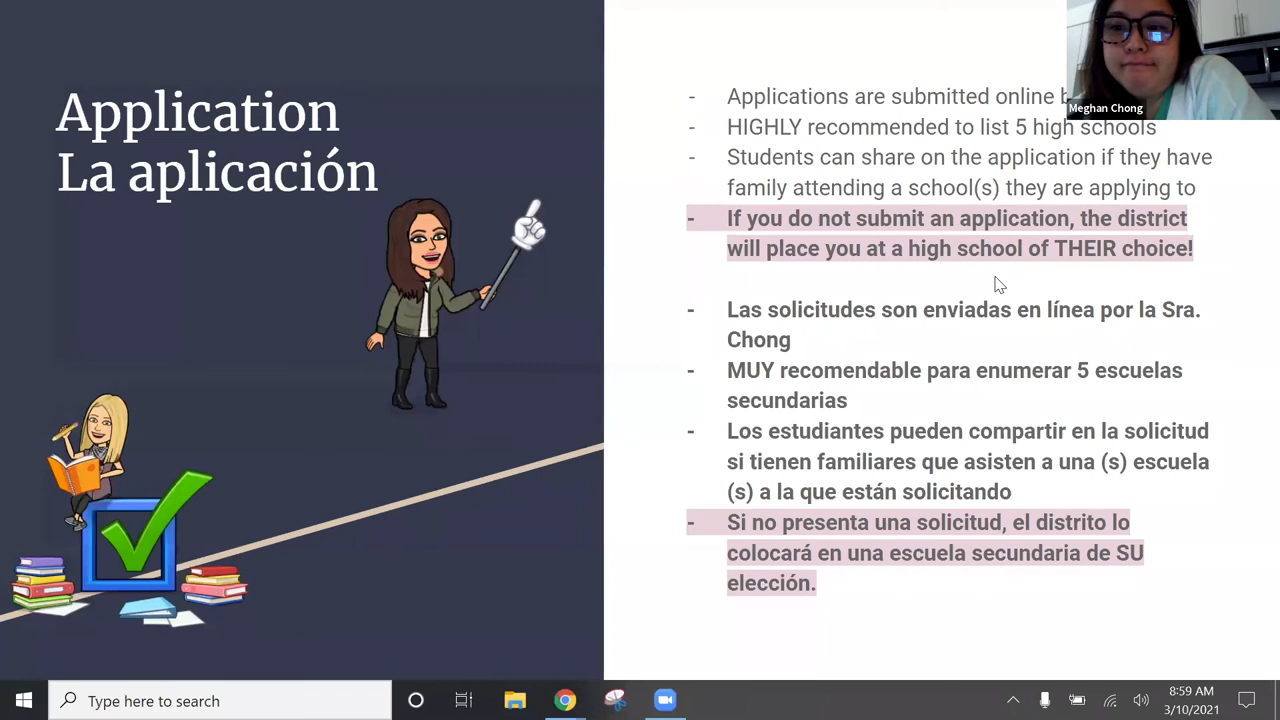 Application
La aplicación
- Applications are submitted online
- HIGHLY recommended to list 5 high schools
- Students can share on the application if they have
family attending a school(s) they are applying to
- If you do not submit an application, the district
will place you at a high school of THEIR choice!
- Las solicitudes son enviadas en línea por la Sra.
Chong
- MUY recomendable para enumerar 5 escuelas
secundarias
- Los estudiantes pueden compartir en la solicitud
si tienen familiares que asisten a una (s) escuela
(s) a la que están solicitando
- Si no presenta una solicitud, el distrito lo
colocará en una escuela secundaria de SU
elección.
Meghan Chong
Type here to search
8:59 AM
3/10/2021